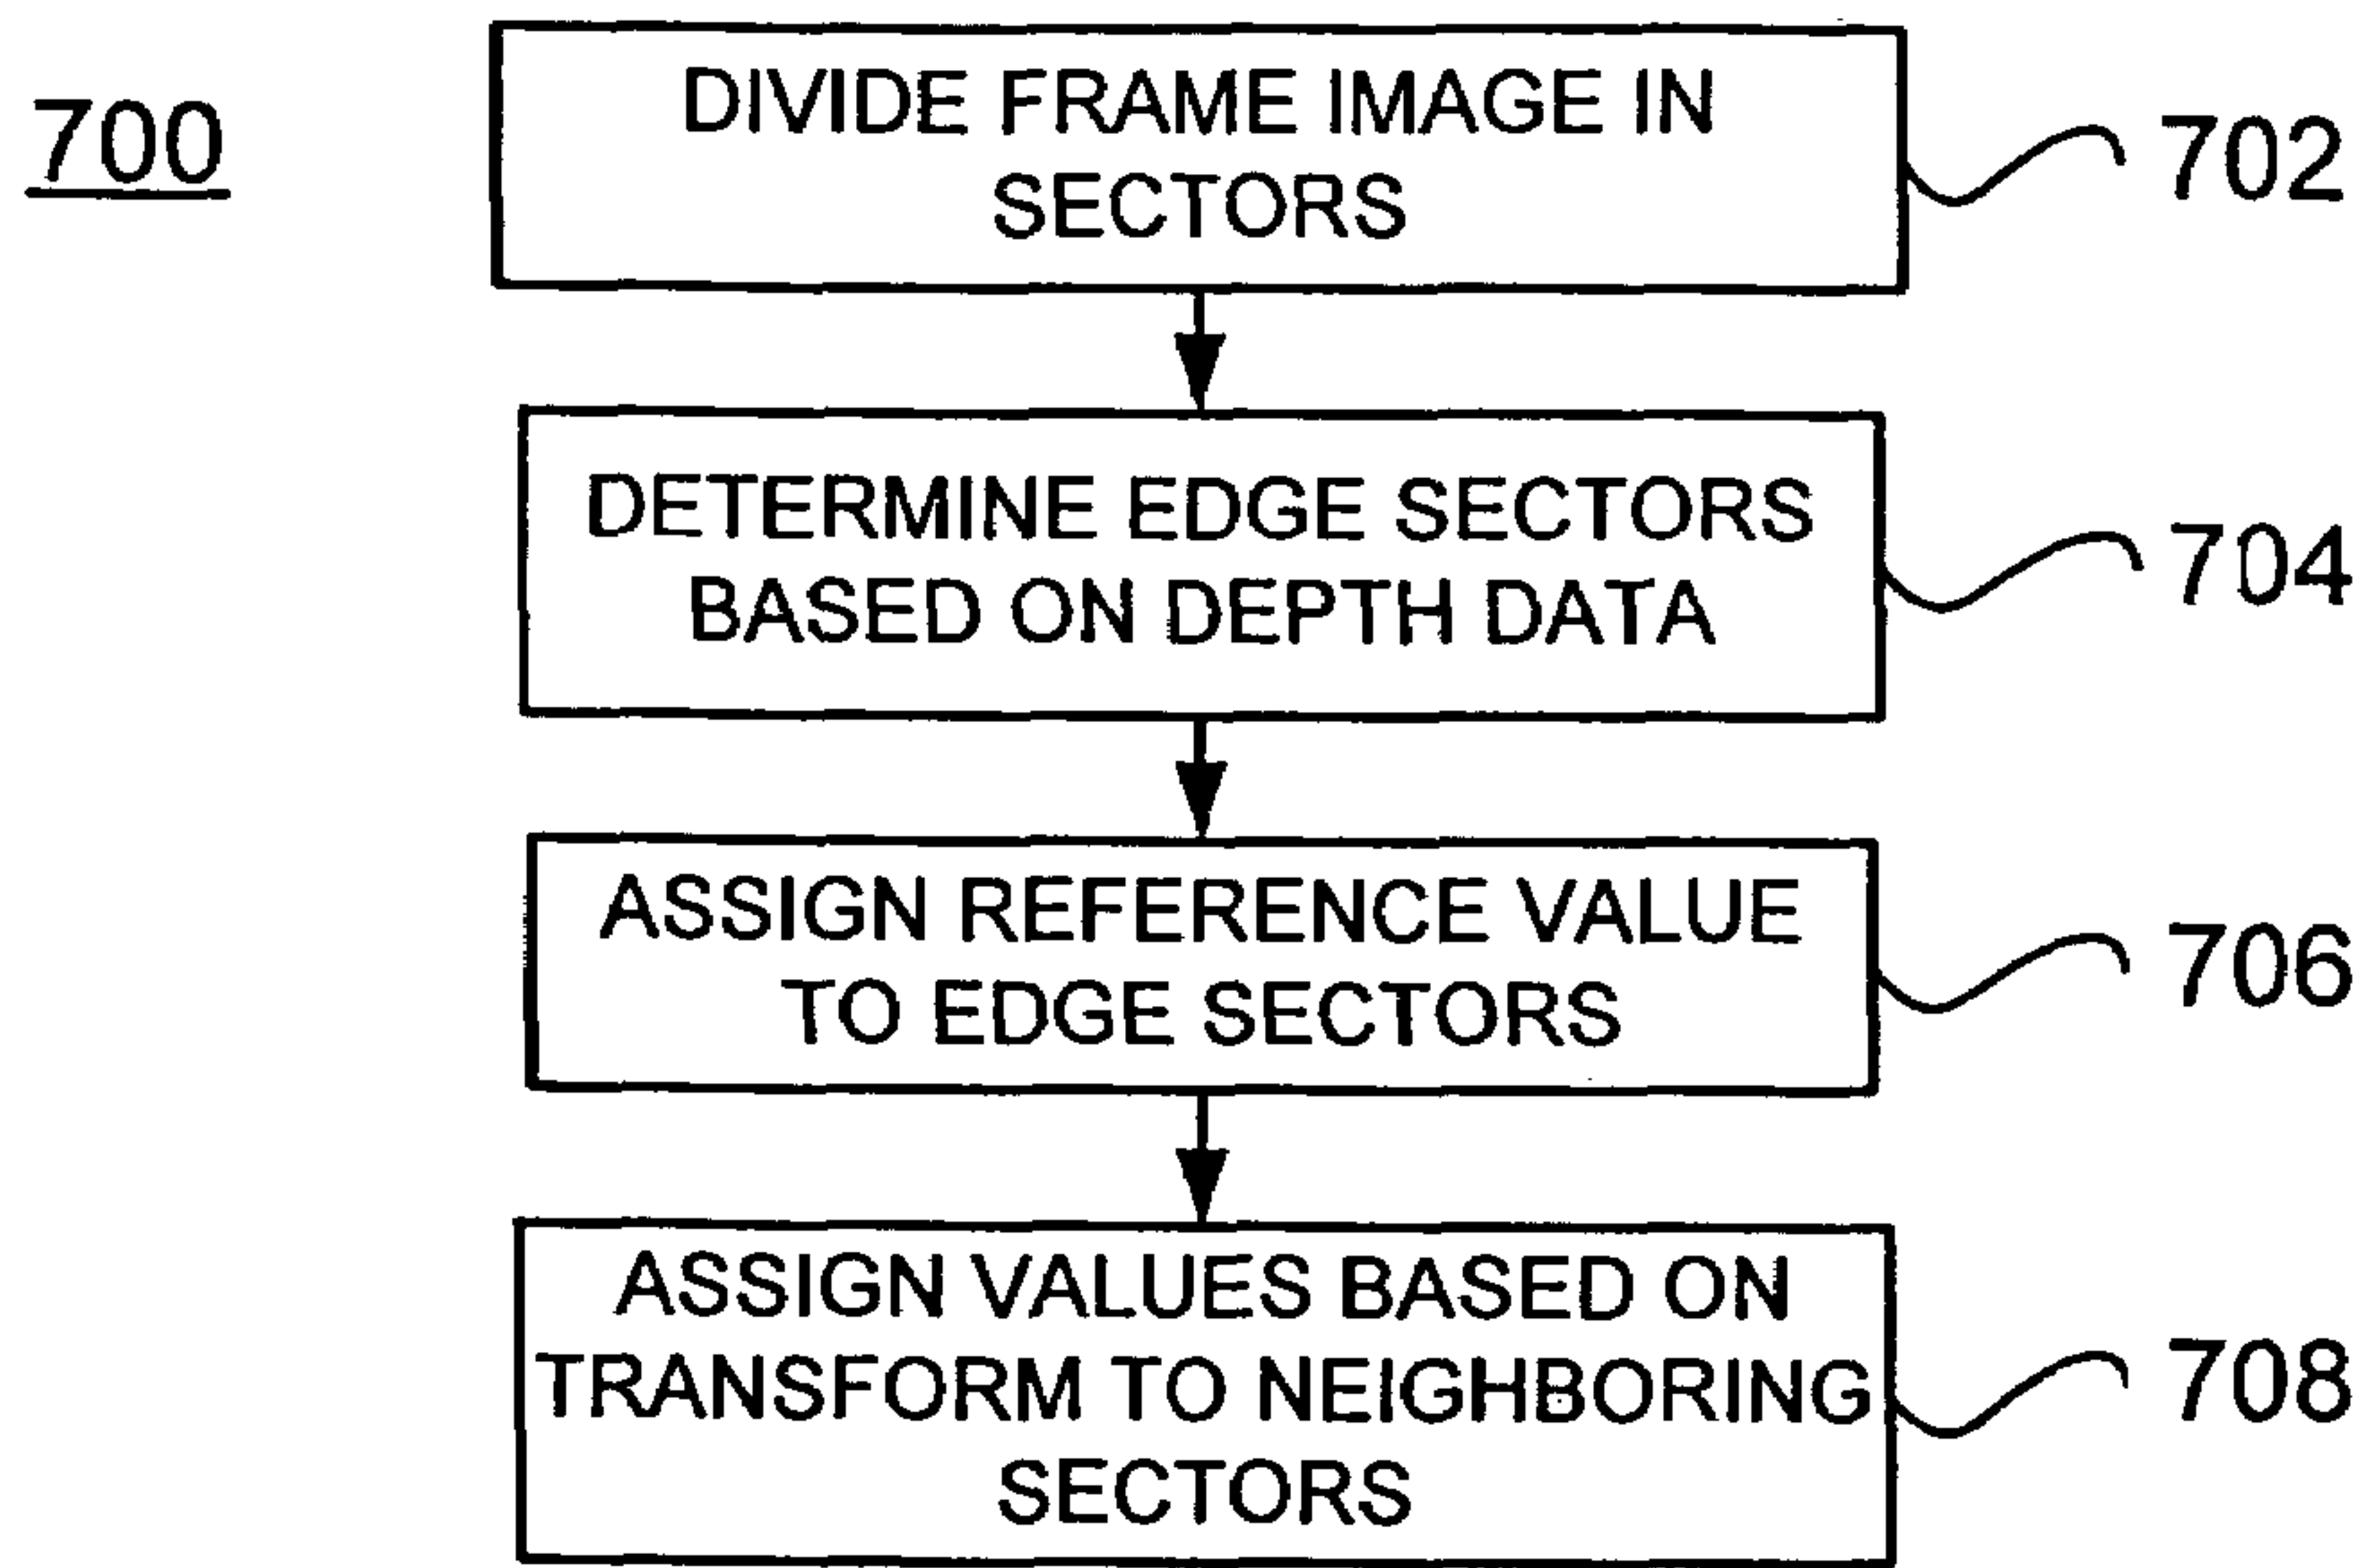 700
DIVIDE FRAME IMAGE IN
SECTORS
702
DETERMINE EDGE SECTORS
BASED ON DEPTH DATA
704
ASSIGN REFERENCE VALUE
TO EDGE SECTORS
706
ASSIGN VALUES BASED ON
TRANSFORM TO NEIGHBORING
SECTORS
708